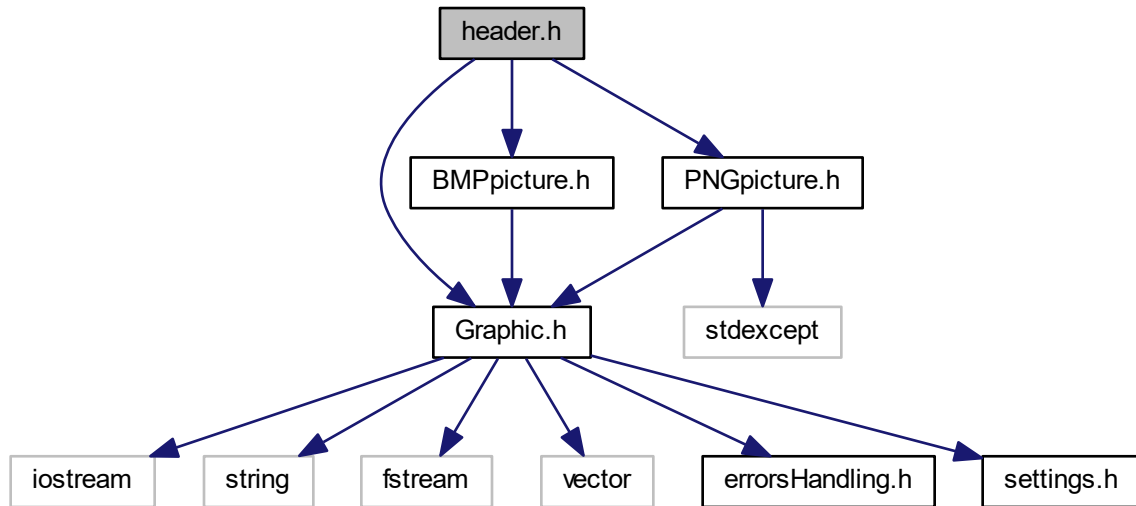 header.h
BMPpicture.h
PNGpicture.h
Graphic.h
stdexcept
iostream
string
fstream
vector
errorsHandling.h
settings.h